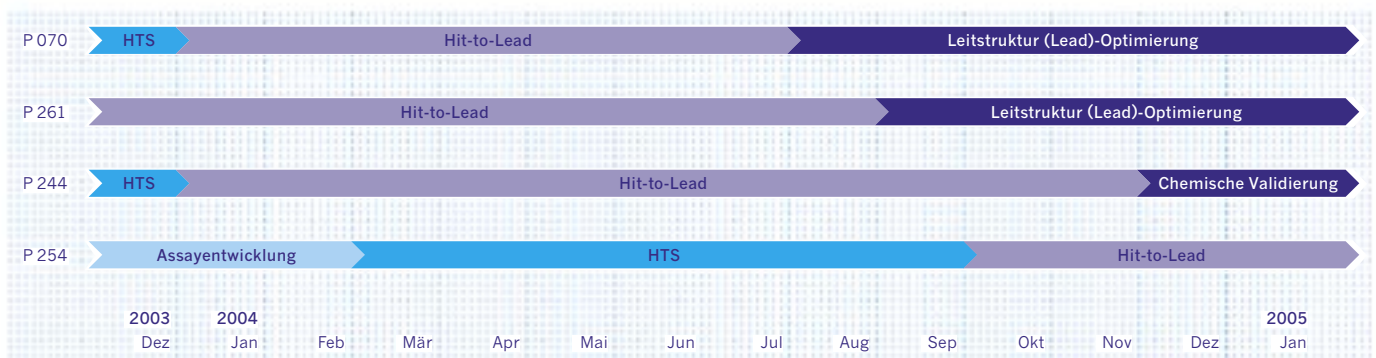 P 070 HTS Hit-to-Lead Leitstruktur (Lead)-Optimierung
P 261 Hit-to-Lead Leitstruktur (Lead)-Optimierung
P 244 HTS Hit-to-Lead Chemische Validierung
P 254 Assayentwicklung HTS Hit-to-Lead
2003 2004 2005
Dez Jan Feb Mär Apr Mai Jun Jul Aug Sep Okt Nov Dez Jan